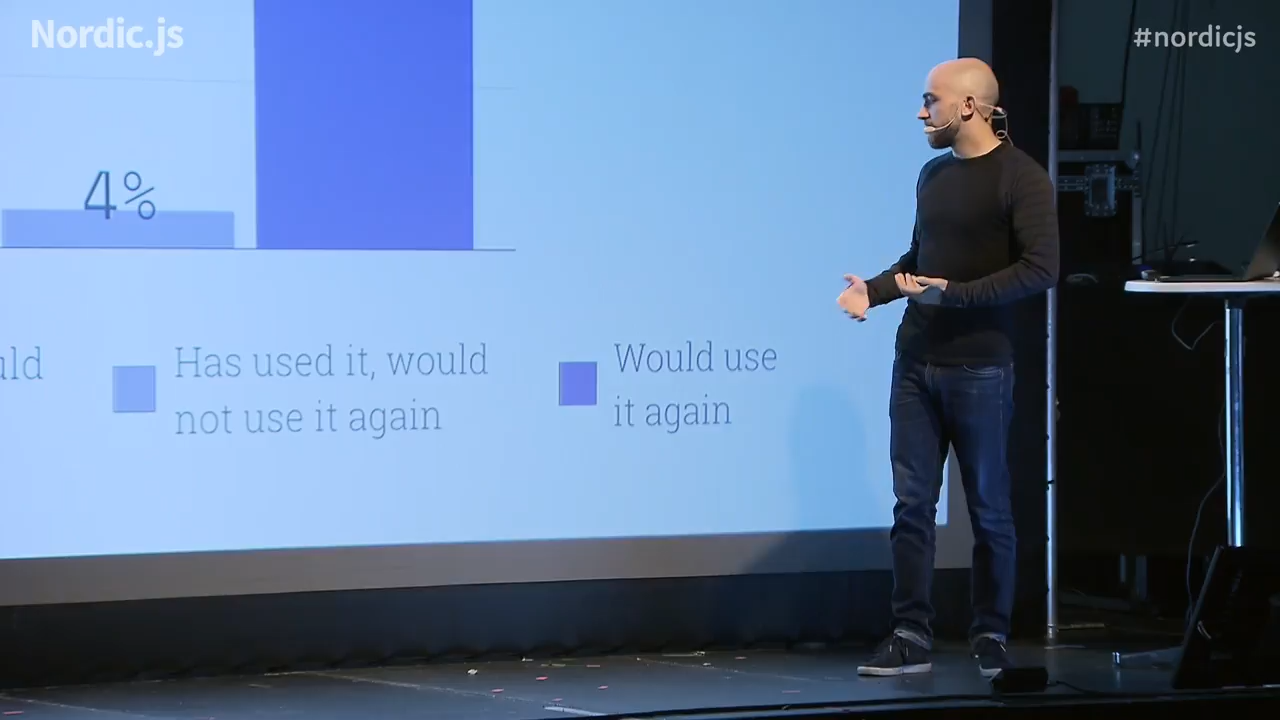 Nordic.js
#nordicjs
4%
Has used it, would
not use it again
Would use
it again